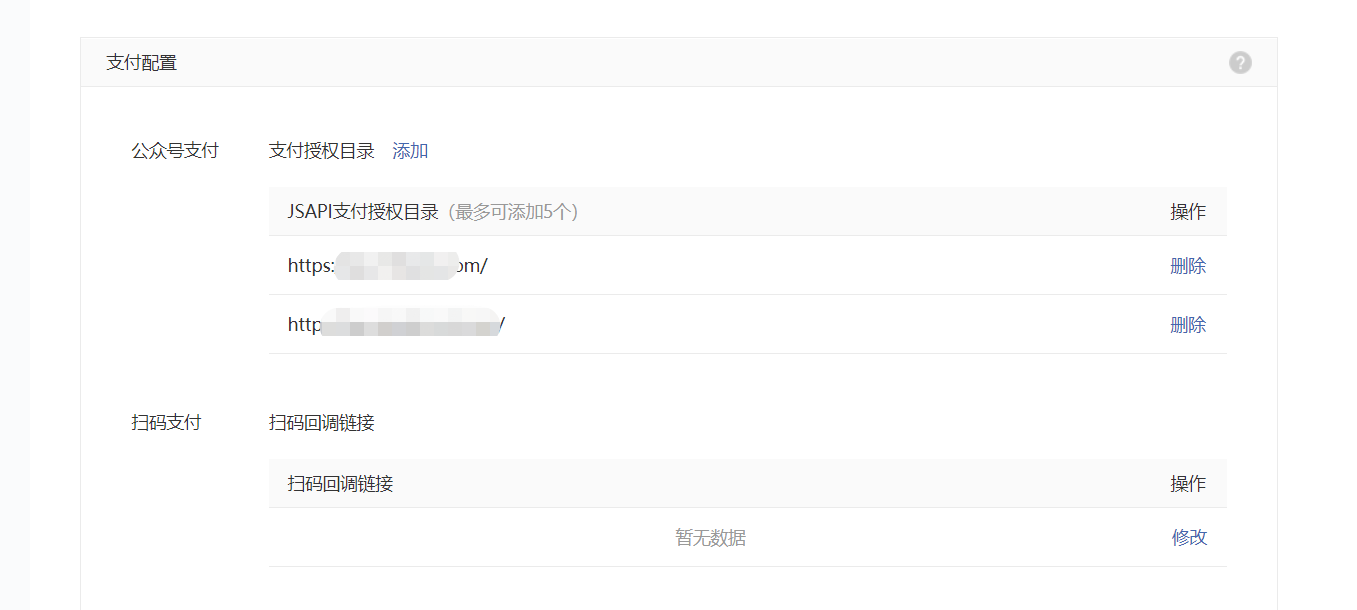 支付配置
?
公众号支付 支付授权目录 添加
JSAPI支付授权目录（最多可添加5个） 操作
https: om/ 删除
http / 删除
扫码支付 扫码回调链接
扫码回调链接 操作
暂无数据 修改